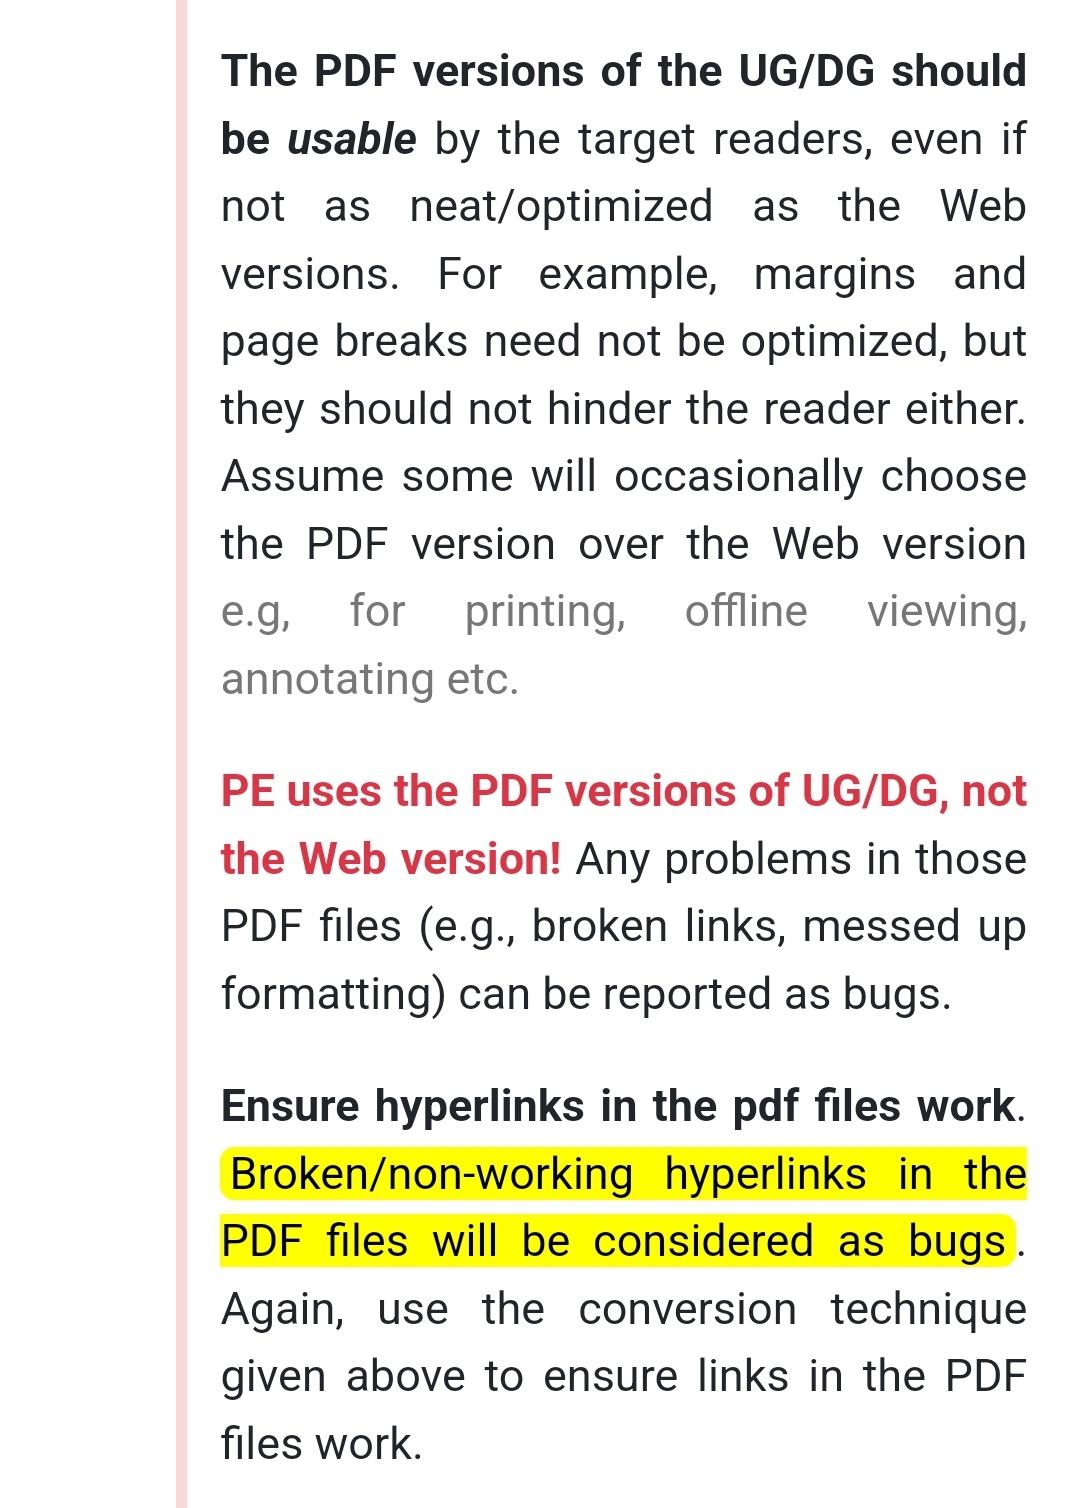 The PDF versions of the UG/DG should
be usable by the target readers, even if
not as neat/optimized as the Web
versions. For example, margins and
page breaks need not be optimized, but
they should not hinder the reader either.
Assume some will occasionally choose
the PDF version over the Web version
e.g, for printing, offline viewing,
annotating etc.
PE uses the PDF versions of UG/DG, not
the Web version! Any problems in those
PDF files (e.g., broken links, messed up
formatting) can be reported as bugs.
Ensure hyperlinks in the pdf files work.
Broken/non-working hyperlinks in the
PDF files will be considered as bugs.
Again, use the conversion technique
given above to ensure links in the PDF
files work.